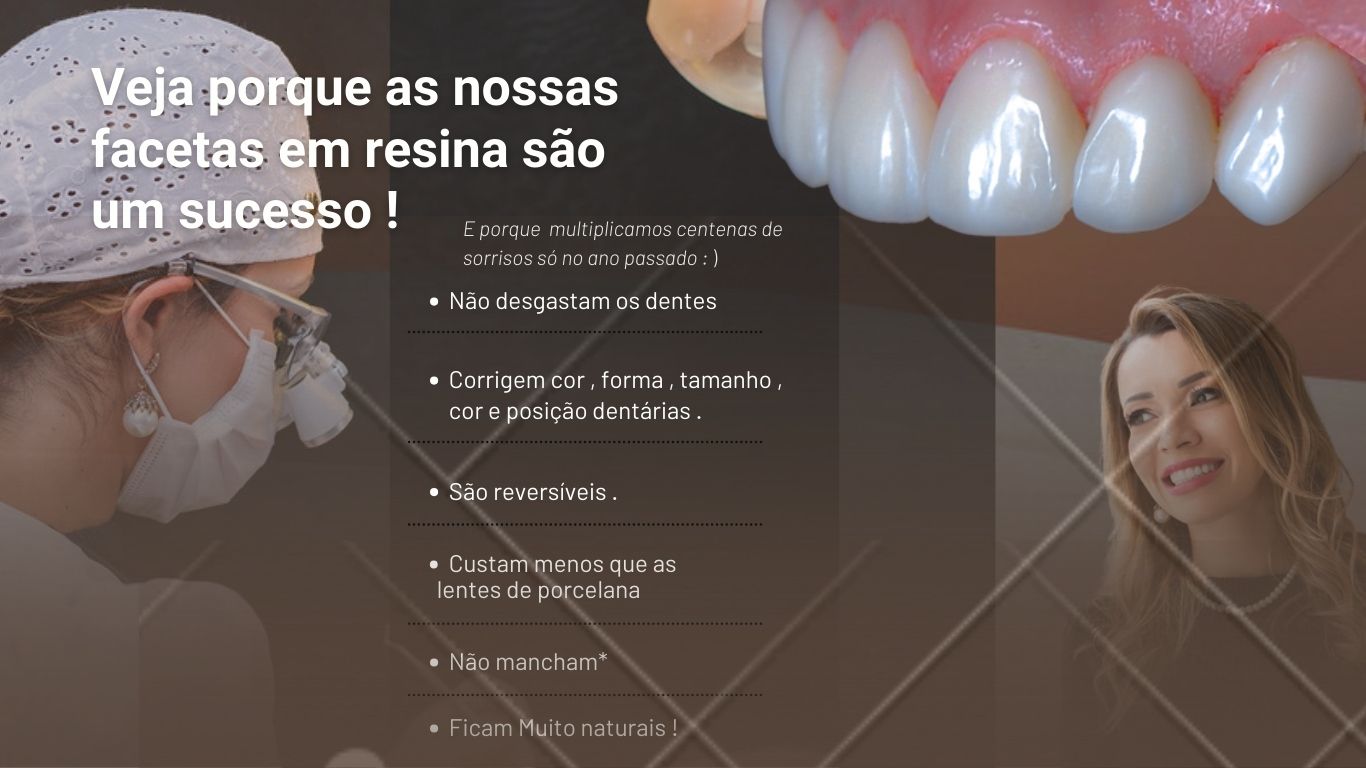 Veja porque as nossas
facetas em resina são
um sucesso !
E porque multiplicamos centenas de
sorrisos só no ano passado : )
• Não desgastam os dentes
• Corrigem cor , forma , tamanho ,
cor e posição dentárias .
• São reversíveis .
• Custam menos que as
lentes de porcelana
• Não mancham*
• Ficam Muito naturais !